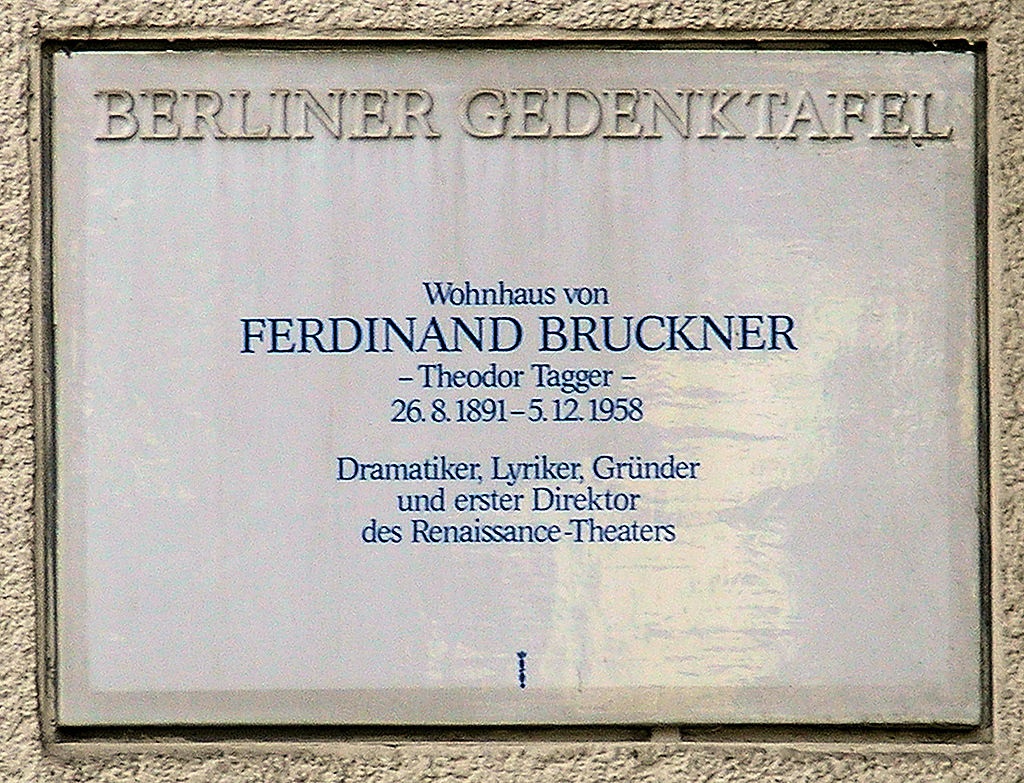 BERLINER GEDENKTAFEL
Wohnhaus von
FERDINAND BRUCKNER
– Theodor Tagger –
26. 8. 1891 – 5. 12. 1958
Dramatiker, Lyriker, Gründer
und erster Direktor
des Renaissance-Theaters